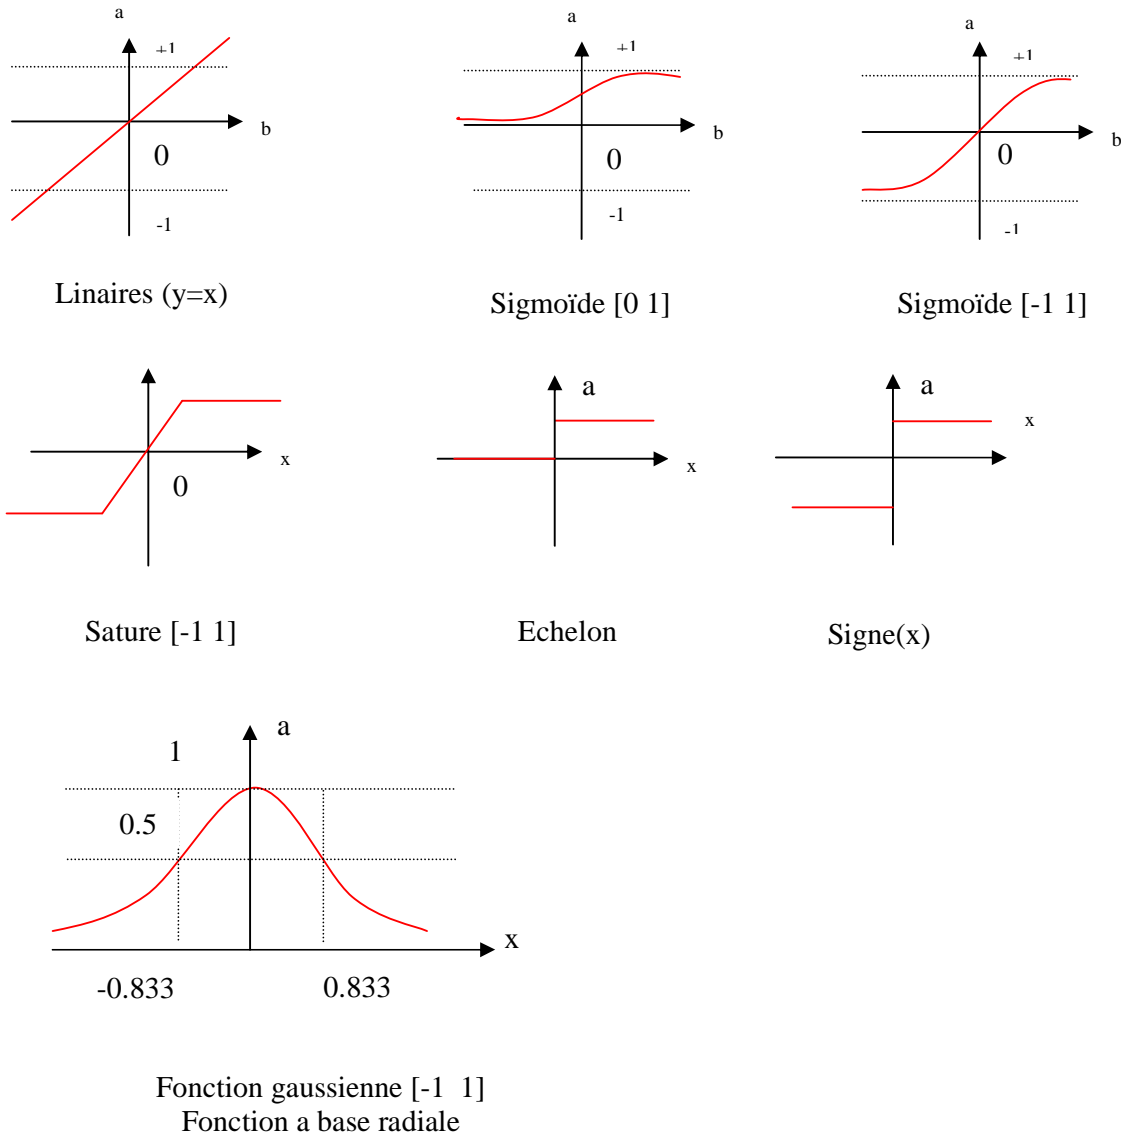 a
+1
b
0
-1
Linaires (y=x)
a
+1
b
0
-1
Sigmoïde [0 1]
a
+1
b
0
-1
Sigmoïde [-1 1]
x
0
Sature [-1 1]
a
x
Echelon
a
x
Signe(x)
a
1
0.5
x
-0.833
0.833
Fonction gaussienne [-1 1]
Fonction a base radiale